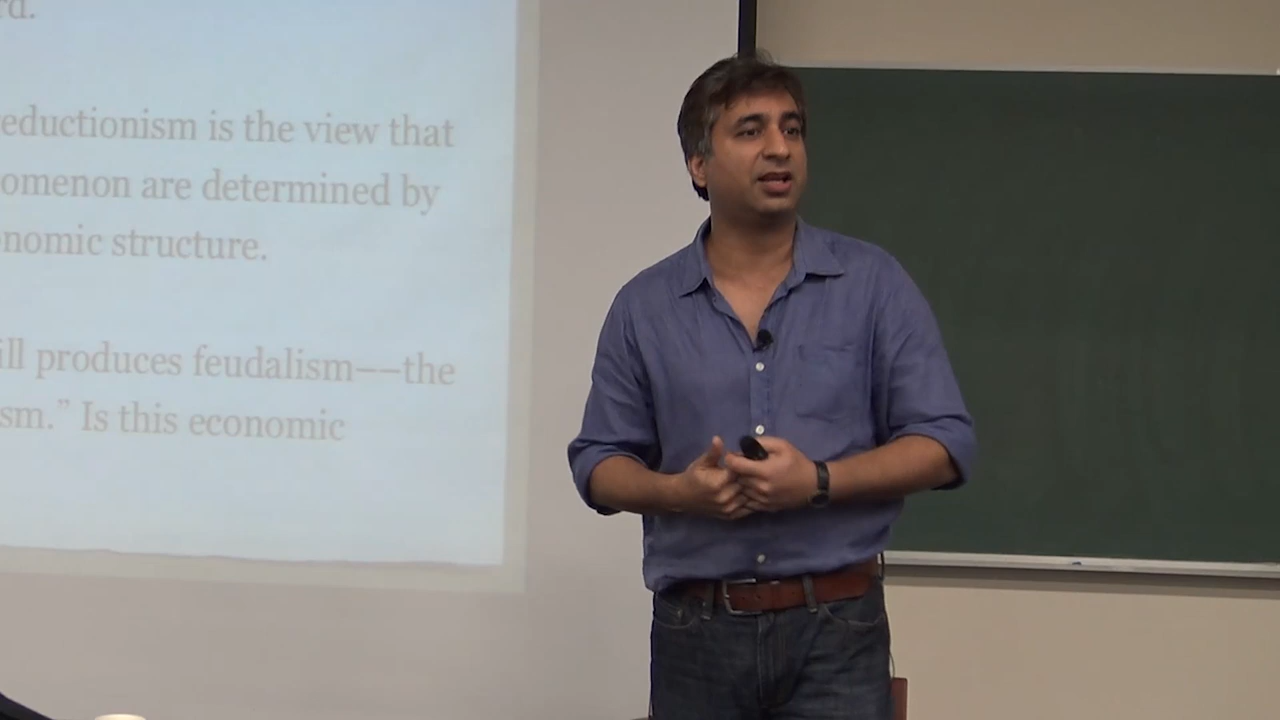 rd.
eductionism is the view that
omenon are determined by
nomic structure.
ill produces feudalism––the
sm.” Is this economic